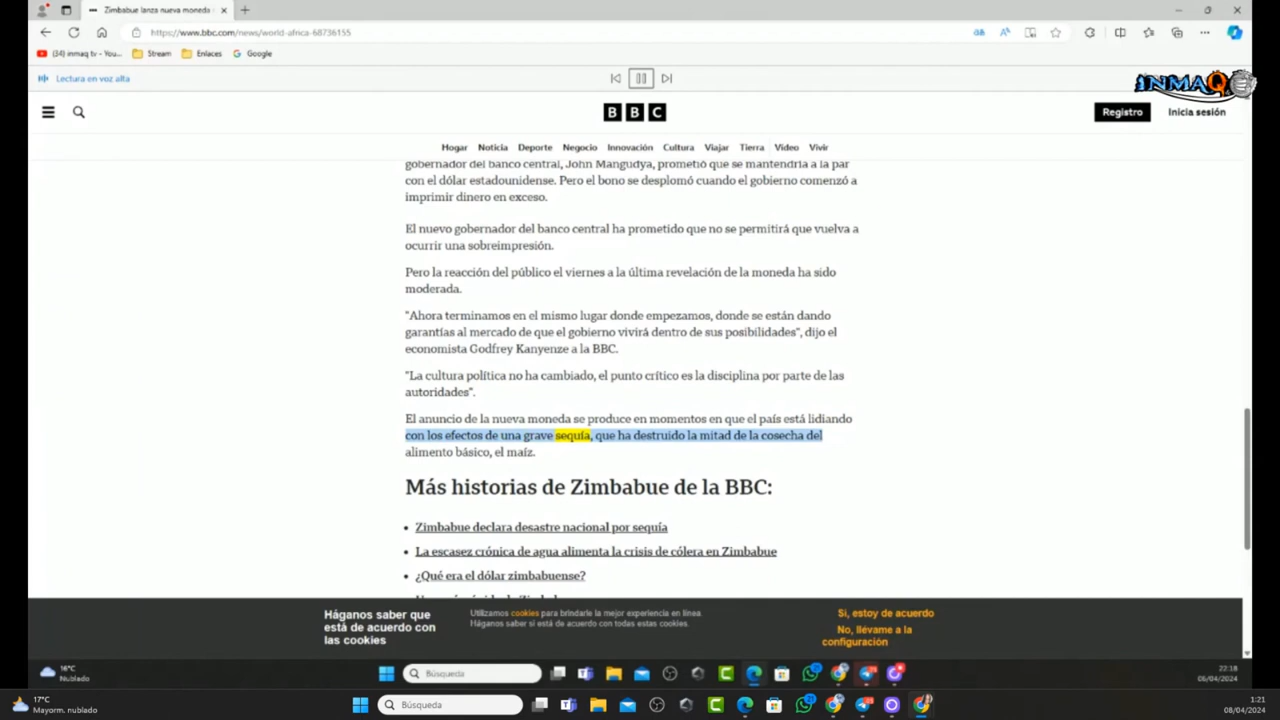 Zimbabue lanza nueva moneda
https://www.bbc.com/news/world-africa-68736155
(34) inmaq tv - You... Stream Enlaces Google
Lectura en voz alta
INMAQ
BBC
Registro Inicia sesión
Hogar Noticia Deporte Negocio Innovación Cultura Viajar Tierra Video Vivir
gobernador del banco central, John Mangudya, prometió que se mantendría a la par
con el dólar estadounidense. Pero el bono se desplomó cuando el gobierno comenzó a
imprimir dinero en exceso.
El nuevo gobernador del banco central ha prometido que no se permitirá que vuelva a
ocurrir una sobreimpresión.
Pero la reacción del público el viernes a la última revelación de la moneda ha sido
moderada.
"Ahora terminamos en el mismo lugar donde empezamos, donde se están dando
garantías al mercado de que el gobierno vivirá dentro de sus posibilidades", dijo el
economista Godfrey Kanyenze a la BBC.
"La cultura política no ha cambiado, el punto crítico es la disciplina por parte de las
autoridades".
El anuncio de la nueva moneda se produce en momentos en que el país está lidiando
con los efectos de una grave sequía, que ha destruido la mitad de la cosecha del
alimento básico, el maíz.
Más historias de Zimbabue de la BBC:
Zimbabue declara desastre nacional por sequía
La escasez crónica de agua alimenta la crisis de cólera en Zimbabue
¿Qué era el dólar zimbabuense?
Háganos saber que
está de acuerdo con
las cookies
Utilizamos cookies para brindarle la mejor experiencia en línea.
Háganos saber si está de acuerdo con todas estas cookies.
Sí, estoy de acuerdo
No, llévame a la
configuración
16°C
Nublado
Búsqueda
22:18
06/04/2024
17°C
Mayorm. nublado
Búsqueda
1:21
08/04/2024